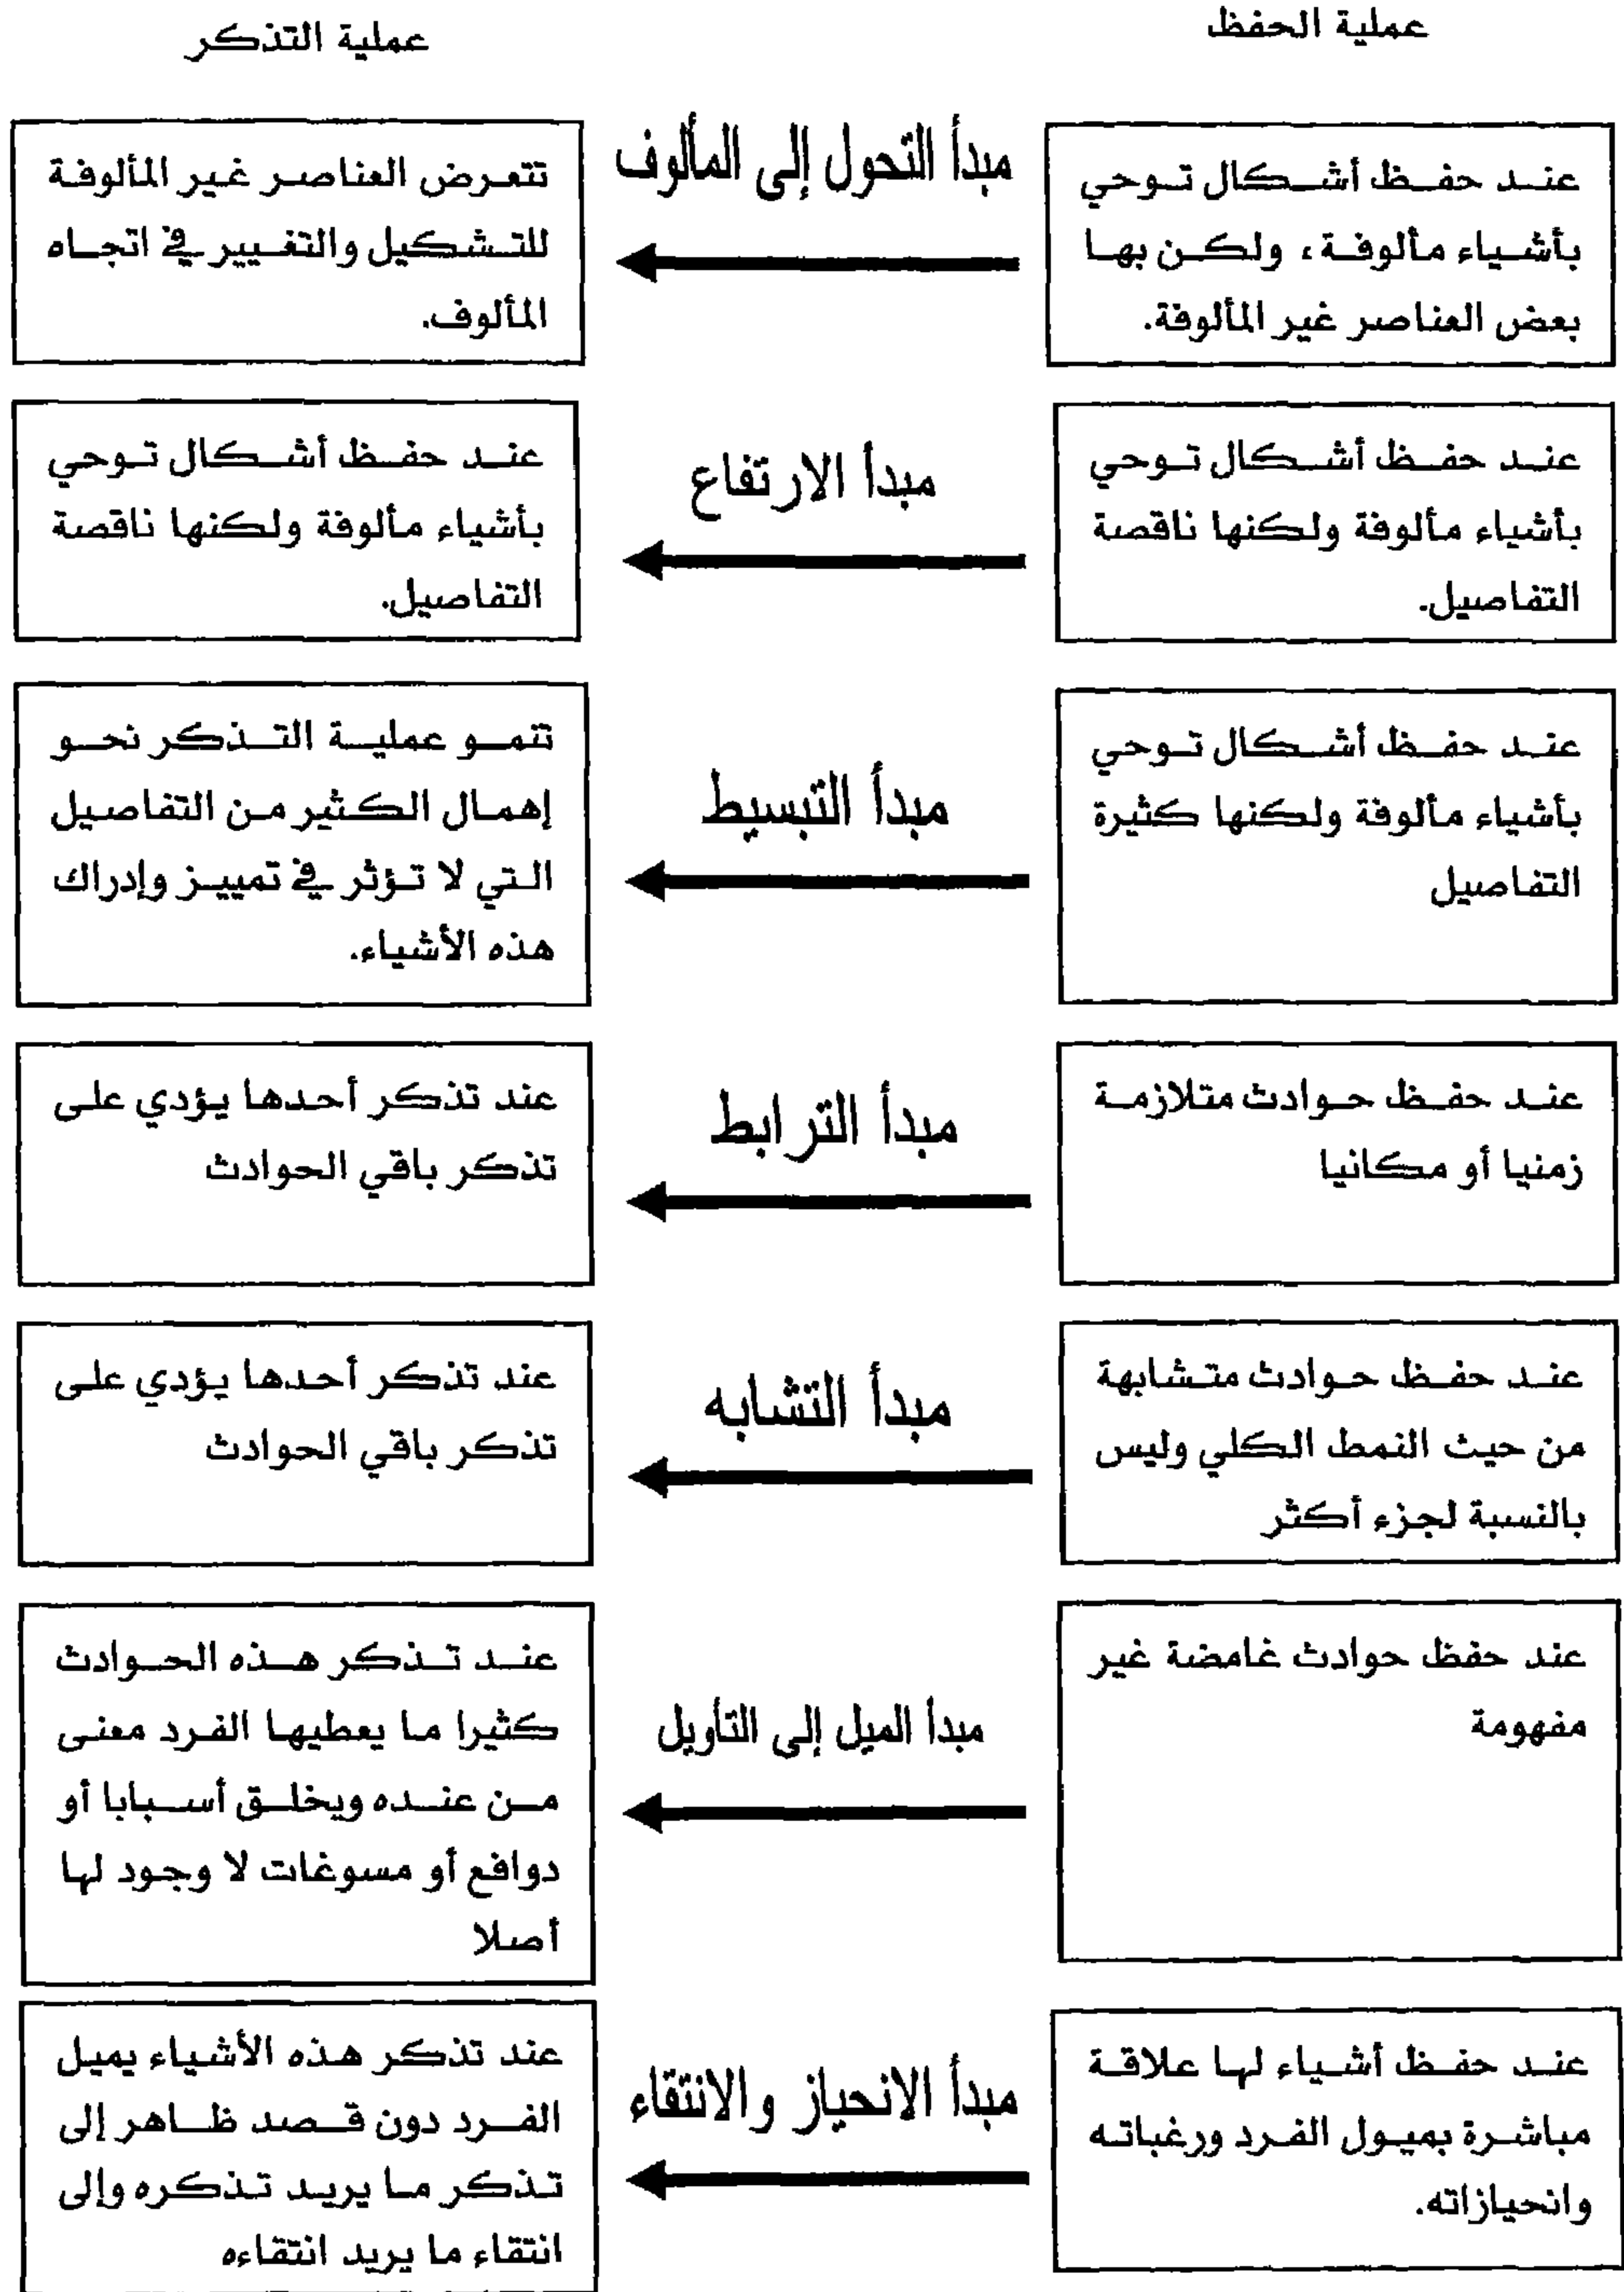 عملية الحفظ
عملية التذكر
عند حفظ أشكال توحي
بأشياء مألوفة، ولكن بها
بعض العناصر غير المألوفة.
مبدأ التحول إلى المألوف
تتعرض العناصر غير المألوفة
للتشكيل والتغيير في اتجاه
المألوف.
عند حفظ أشكال توحي
بأشياء مألوفة ولكنها ناقصة
التفاصيل.
مبدأ الارتفاع
عند حفظ أشكال توحي
بأشياء مألوفة ولكنها ناقصة
التفاصيل.
عند حفظ أشكال توحي
بأشياء مألوفة ولكنها كثيرة
التفاصيل
مبدأ التبسيط
تنمو عملية التذكر نحو
إهمال الكثير من التفاصيل
التي لا تؤثر في تمييز وإدراك
هذه الأشياء.
عند حفظ حوادث متلازمة
زمنيا أو مكانيا
مبدأ الترابط
عند تذكر أحدها يؤدي على
تذكر باقي الحوادث
عند حفظ حوادث متشابهة
من حيث النمط الكلي وليس
بالنسبة لجزء أكثر
مبدأ التشابه
عند تذكر أحدها يؤدي على
تذكر باقي الحوادث
عند حفظ حوادث غامضة غير
مفهومة
مبدأ الميل إلى التأويل
عند تذكر هذه الحوادث
كثيرا ما يعطيها الفرد معنى
من عنده ويخلق أسبابا أو
دوافع أو مسوغات لا وجود لها
أصلا
عند حفظ أشياء لها علاقة
مباشرة بميول الفرد ورغباته
وانحيازاته.
مبدأ الانحياز والانتقاء
عند تذكر هذه الأشياء يميل
الفرد دون قصد ظاهر إلى
تذكر ما يريد تذكره وإلى
انتقاء ما يريد انتقاءه